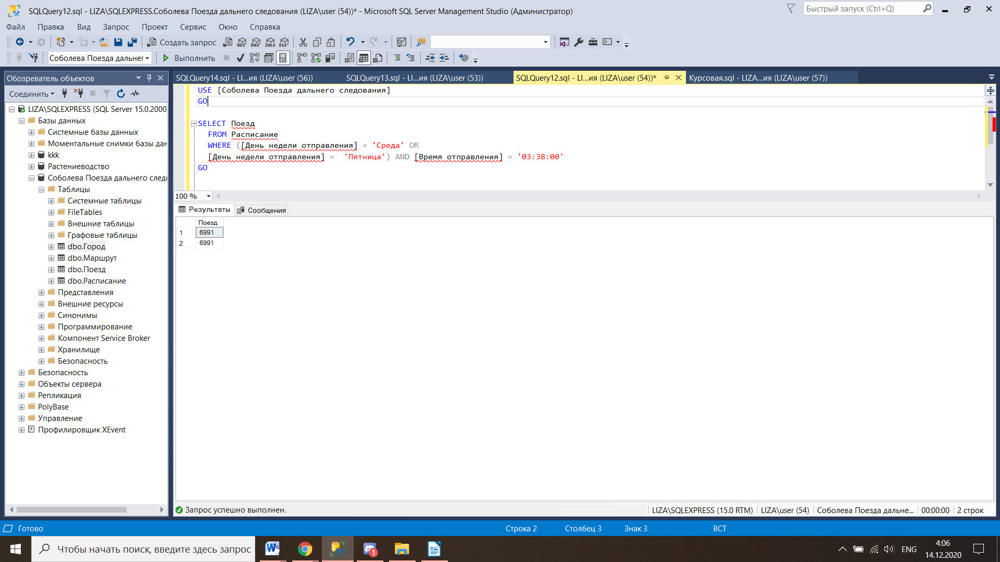 SQLQuery12.sql - LIZA\SQLEXPRESS.Соболева Поезда дальнего следования (LIZA\user (54))* - Microsoft SQL Server Management Studio (Администратор)
Быстрый запуск (Ctrl+Q)
Файл Правка Вид Запрос Проект Сервис Окно Справка
Создать запрос MDX DMX XMLA DAX
Соболева Поезда дальнег Выполнить
Обозреватель объектов
Соединить
LIZA\SQLEXPRESS (SQL Server 15.0.2000
Базы данных
Системные базы данных
Моментальные снимки базы дан
kkk
Растениеводство
Соболева Поезда дальнего следо
Таблицы
Системные таблицы
FileTables
Внешние таблицы
Графовые таблицы
dbo.Город
dbo.Маршрут
dbo.Поезд
dbo.Расписание
Представления
Внешние ресурсы
Синонимы
Программирование
Компонент Service Broker
Хранилище
Безопасность
Безопасность
Объекты сервера
Репликация
PolyBase
Управление
Профилировщик XEvent
SQLQuery14.sql - LI...ия (LIZA\user (56)) SQLQuery13.sql - LI...ия (LIZA\user (53)) SQLQuery12.sql - LI...ия (LIZA\user (54))* Курсовая.sql - LIZA...ия (LIZA\user (57))
USE [Соболева Поезда дальнего следования]
GO
SELECT Поезд
FROM Расписание
WHERE ([День недели отправления] = 'Среда' OR
[День недели отправления] =  'Пятница') AND [Время отправления] = '03:38:00'
GO
100 %
Результаты Сообщения
Поезд
1 6991
2 6991
Запрос успешно выполнен.
LIZA\SQLEXPRESS (15.0 RTM) LIZA\user (54) Соболева Поезда дальне... 00:00:00 2 строк
Готово Строка 2 Столбец 3 Знак 3 ВСТ
Чтобы начать поиск, введите здесь запрос
1
ENG
4:06
14.12.2020